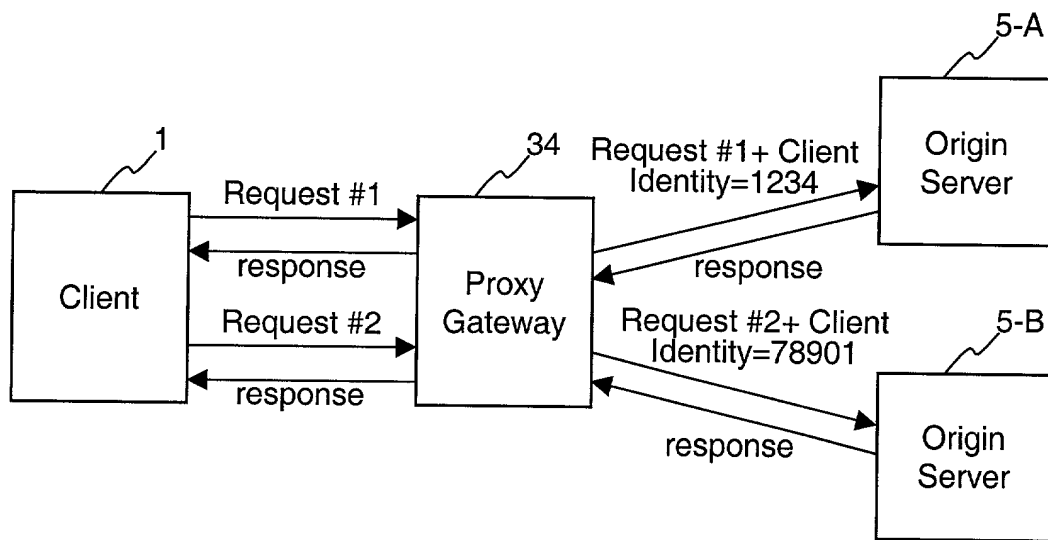 5-A
1
34
Request #1+ Client
Identity=1234
Origin
Server
Request #1
response
response
Client
Proxy
Gateway
Request #2
Request #2+ Client
Identity=78901
5-B
response
response
Origin
Server